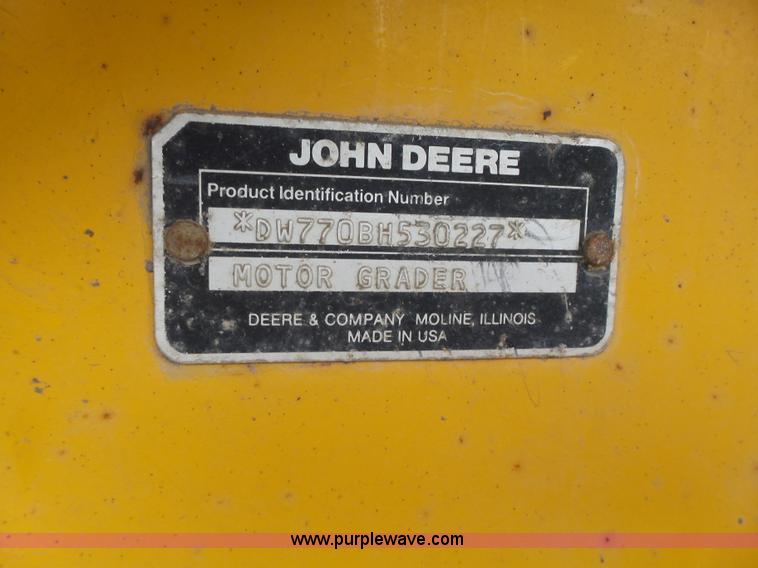 JOHN DEERE
Product Identification Number
*DW770BH530227*
MOTOR GRADER
DEERE & COMPANY MOLINE, ILLINOIS
MADE IN USA
www.purplewave.com